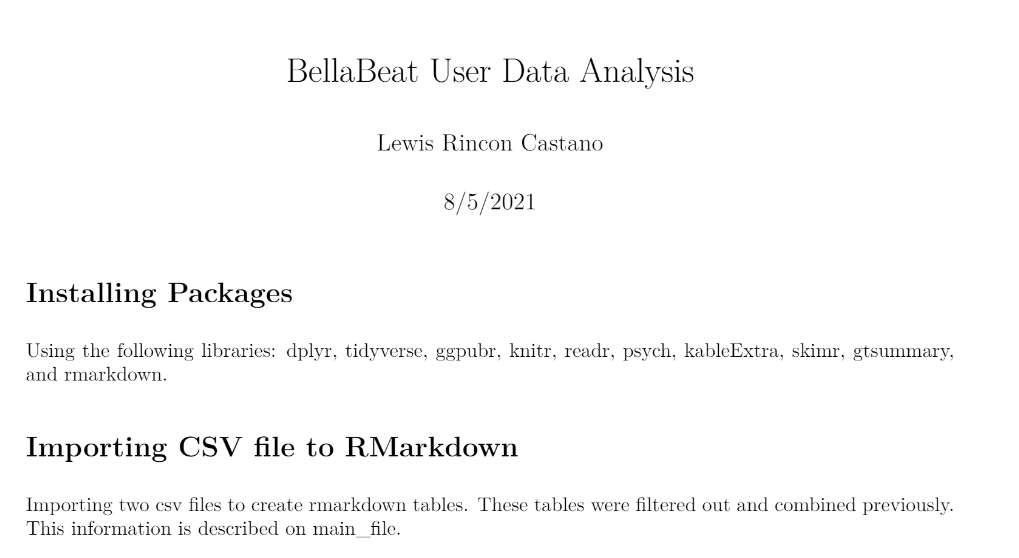 BellaBeat User Data Analysis
Lewis Rincon Castano
8/5/2021
Installing Packages
Using the following libraries: dplyr, tidyverse, ggpubr, knitr, readr, psych, kableExtra, skimr, gtsummary,
and rmarkdown.
Importing CSV file to RMarkdown
Importing two csv files to create rmarkdown tables. These tables were filtered out and combined previously.
This information is described on main_file.